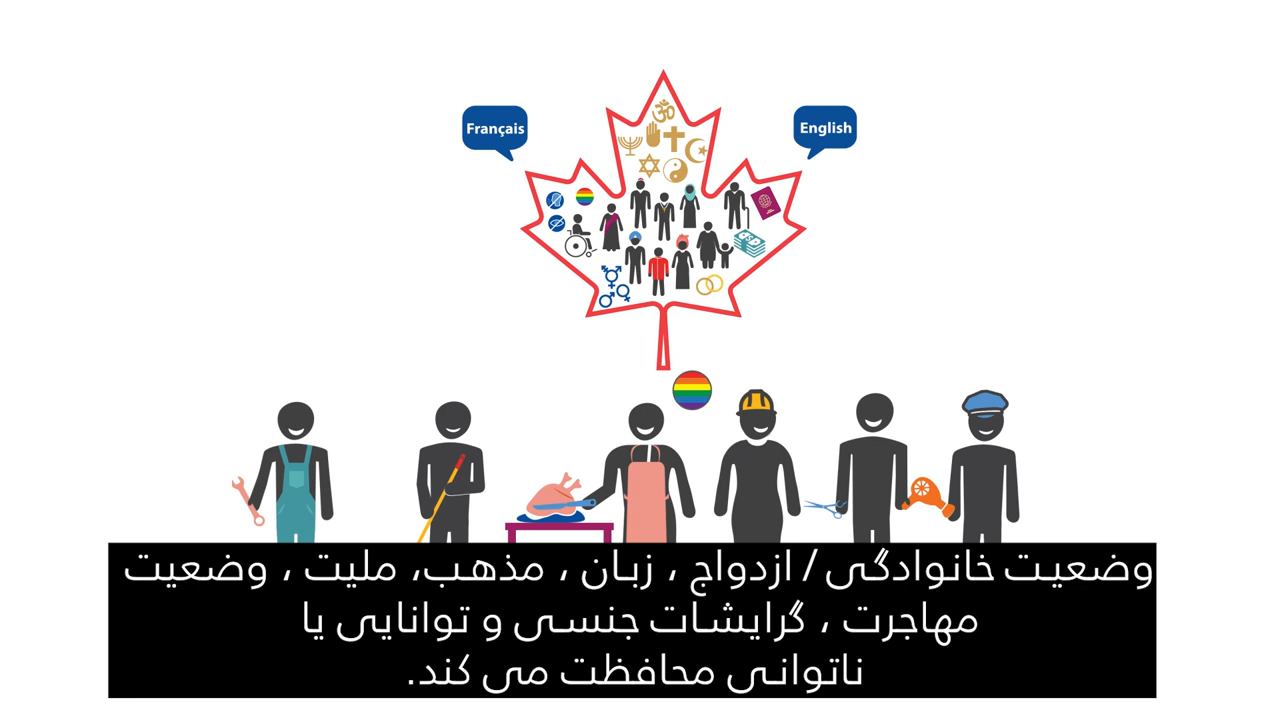 Français
English
وضعیت خانوادگی / ازدواج ، زبان ، مذهب، ملیت ، وضعیت
مهاجرت ، گرایشات جنسی و توانایی یا
ناتوانی محافظت می کند.